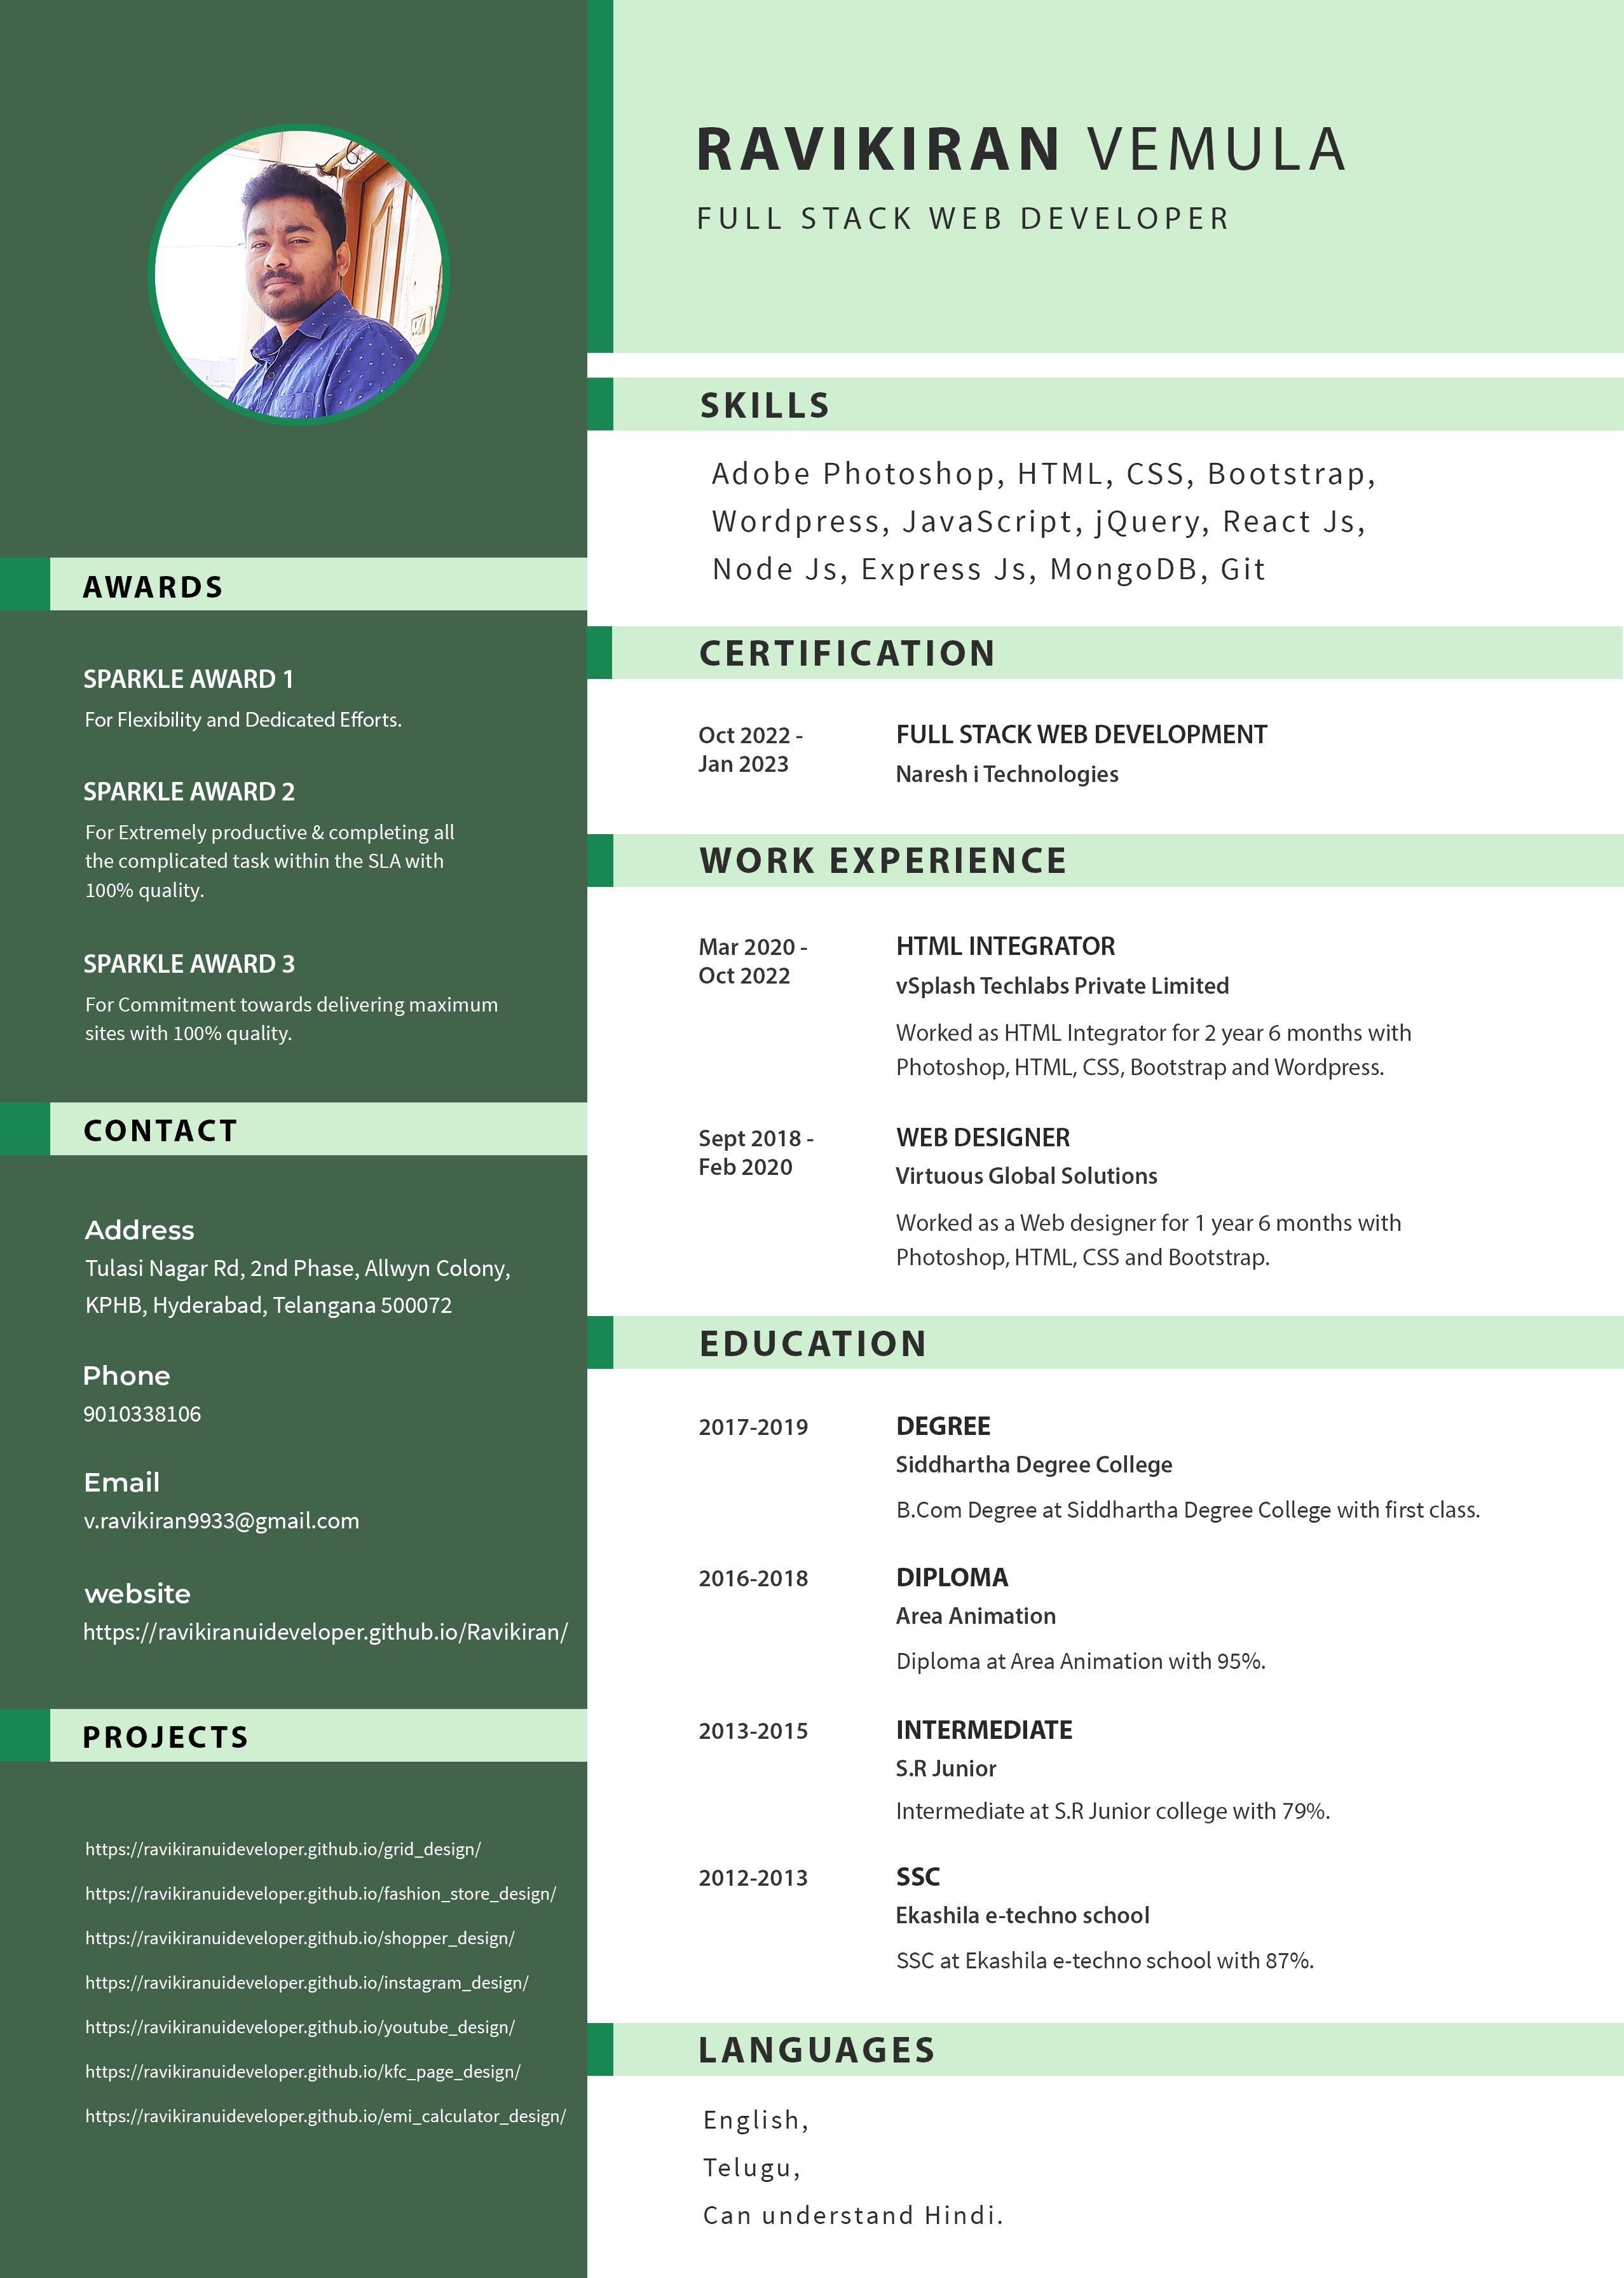 RAVIKIRAN VEMULA
FULL STACK WEB DEVELOPER
AWARDS
SPARKLE AWARD 1
For Flexibility and Dedicated Efforts.
SPARKLE AWARD 2
For Extremely productive & completing all
the complicated task within the SLA with
100% quality.
SPARKLE AWARD 3
For Commitment towards delivering maximum
sites with 100% quality.
CONTACT
Address
Tulasi Nagar Rd, 2nd Phase, Allwyn Colony,
KPHB, Hyderabad, Telangana 500072
Phone
9010338106
Email
v.ravikiran9933@gmail.com
website
https://ravikiranuideveloper.github.io/Ravikiran/
PROJECTS
https://ravikiranuideveloper.github.io/grid_design/
https://ravikiranuideveloper.github.io/fashion_store_design/
https://ravikiranuideveloper.github.io/shopper_design/
https://ravikiranuideveloper.github.io/instagram_design/
https://ravikiranuideveloper.github.io/youtube_design/
https://ravikiranuideveloper.github.io/kfc_page_design/
https://ravikiranuideveloper.github.io/emi_calculator_design/
SKILLS
Adobe Photoshop, HTML, CSS, Bootstrap,
Wordpress, JavaScript, jQuery, React Js,
Node Js, Express Js, MongoDB, Git
CERTIFICATION
Oct 2022 -
Jan 2023
FULL STACK WEB DEVELOPMENT
Naresh i Technologies
WORK EXPERIENCE
Mar 2020 -
Oct 2022
HTML INTEGRATOR
vSplash Techlabs Private Limited
Worked as HTML Integrator for 2 year 6 months with
Photoshop, HTML, CSS, Bootstrap and Wordpress.
Sept 2018 -
Feb 2020
WEB DESIGNER
Virtuous Global Solutions
Worked as a Web designer for 1 year 6 months with
Photoshop, HTML, CSS and Bootstrap.
EDUCATION
2017-2019
DEGREE
Siddhartha Degree College
B.Com Degree at Siddhartha Degree College with first class.
2016-2018
DIPLOMA
Area Animation
Diploma at Area Animation with 95%.
2013-2015
INTERMEDIATE
S.R Junior
Intermediate at S.R Junior college with 79%.
2012-2013
SSC
Ekashila e-techno school
SSC at Ekashila e-techno school with 87%.
LANGUAGES
English,
Telugu,
Can understand Hindi.